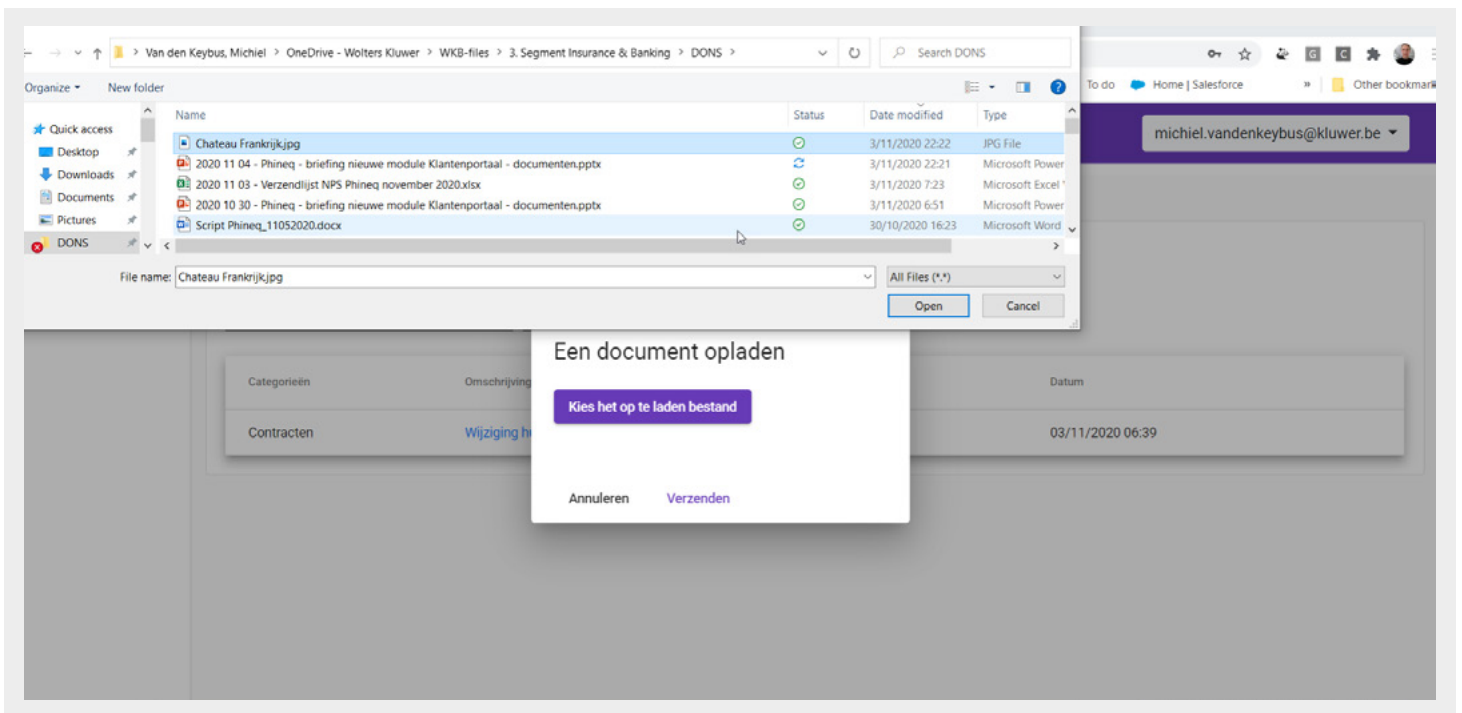 Van den Keybus, Michiel > OneDrive - Wolters Kluwer > WKB-files > 3. Segment Insurance & Banking > DONS >
Search DONS
G
C
Organize
New folder
?
To do
Home | Salesforce
»
Other bookmar
Name
Status
Date modified
Type
michiel.vandenkeybus@kluwer.be
Quick access
Desktop
Downloads
Documents
Pictures
DONS
Chateau Frankrijk.jpg
3/11/2020 22:22
JPG File
2020 11 04 - Phineq - briefing nieuwe module Klantenportaal - documenten.pptx
3/11/2020 22:21
Microsoft Power
2020 11 03 - Verzendlijst NPS Phineq november 2020.xlsx
3/11/2020 7:23
Microsoft Excel
2020 10 30 - Phineq - briefing nieuwe module Klantenportaal - documenten.pptx
3/11/2020 6:51
Microsoft Power
Script Phineq_11052020.docx
30/10/2020 16:23
Microsoft Word
File name:
Chateau Frankrijk.jpg
All Files (*.*)
Open
Cancel
Een document opladen
Kies het op te laden bestand
Annuleren
Verzenden
Categorieën
Omschrijving
Datum
Contracten
Wijziging h
03/11/2020 06:39